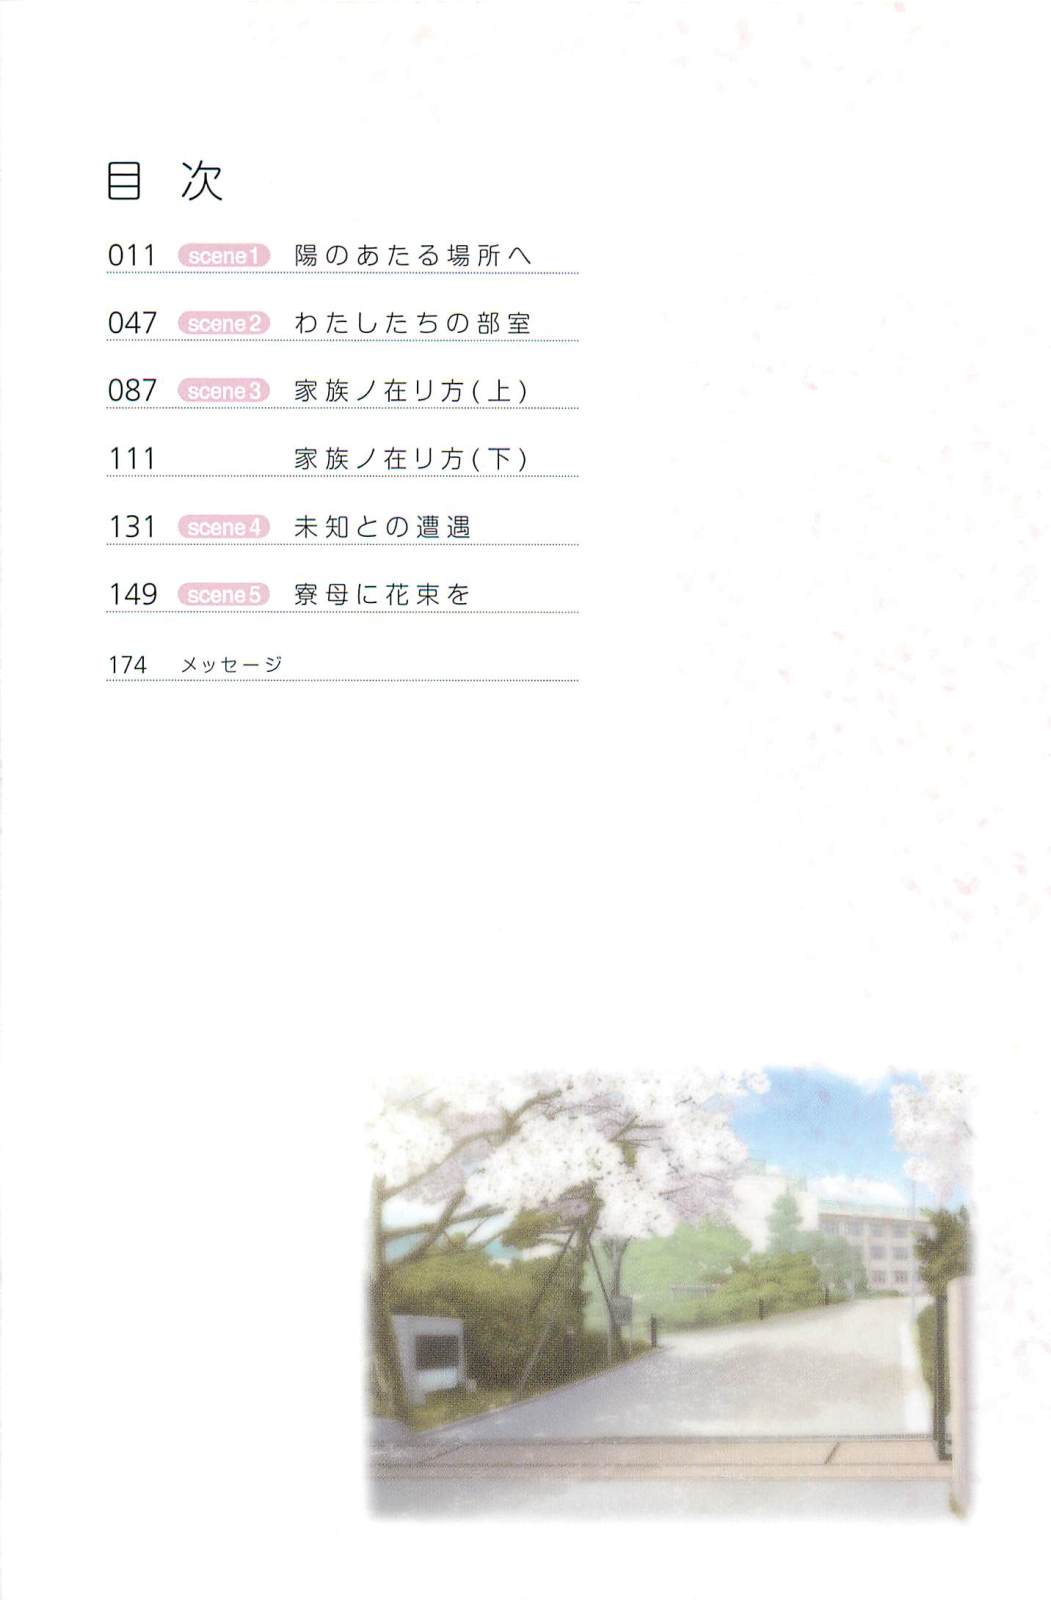 目次
011 scene1 陽のあたる場所へ
047 scene2 わたしたちの部室
087 scene3 家族ノ在リ方(上)
111 家族ノ在リ方(下)
131 scene4 未知との遭遇
149 scene5 寮母に花束を
174 メッセージ